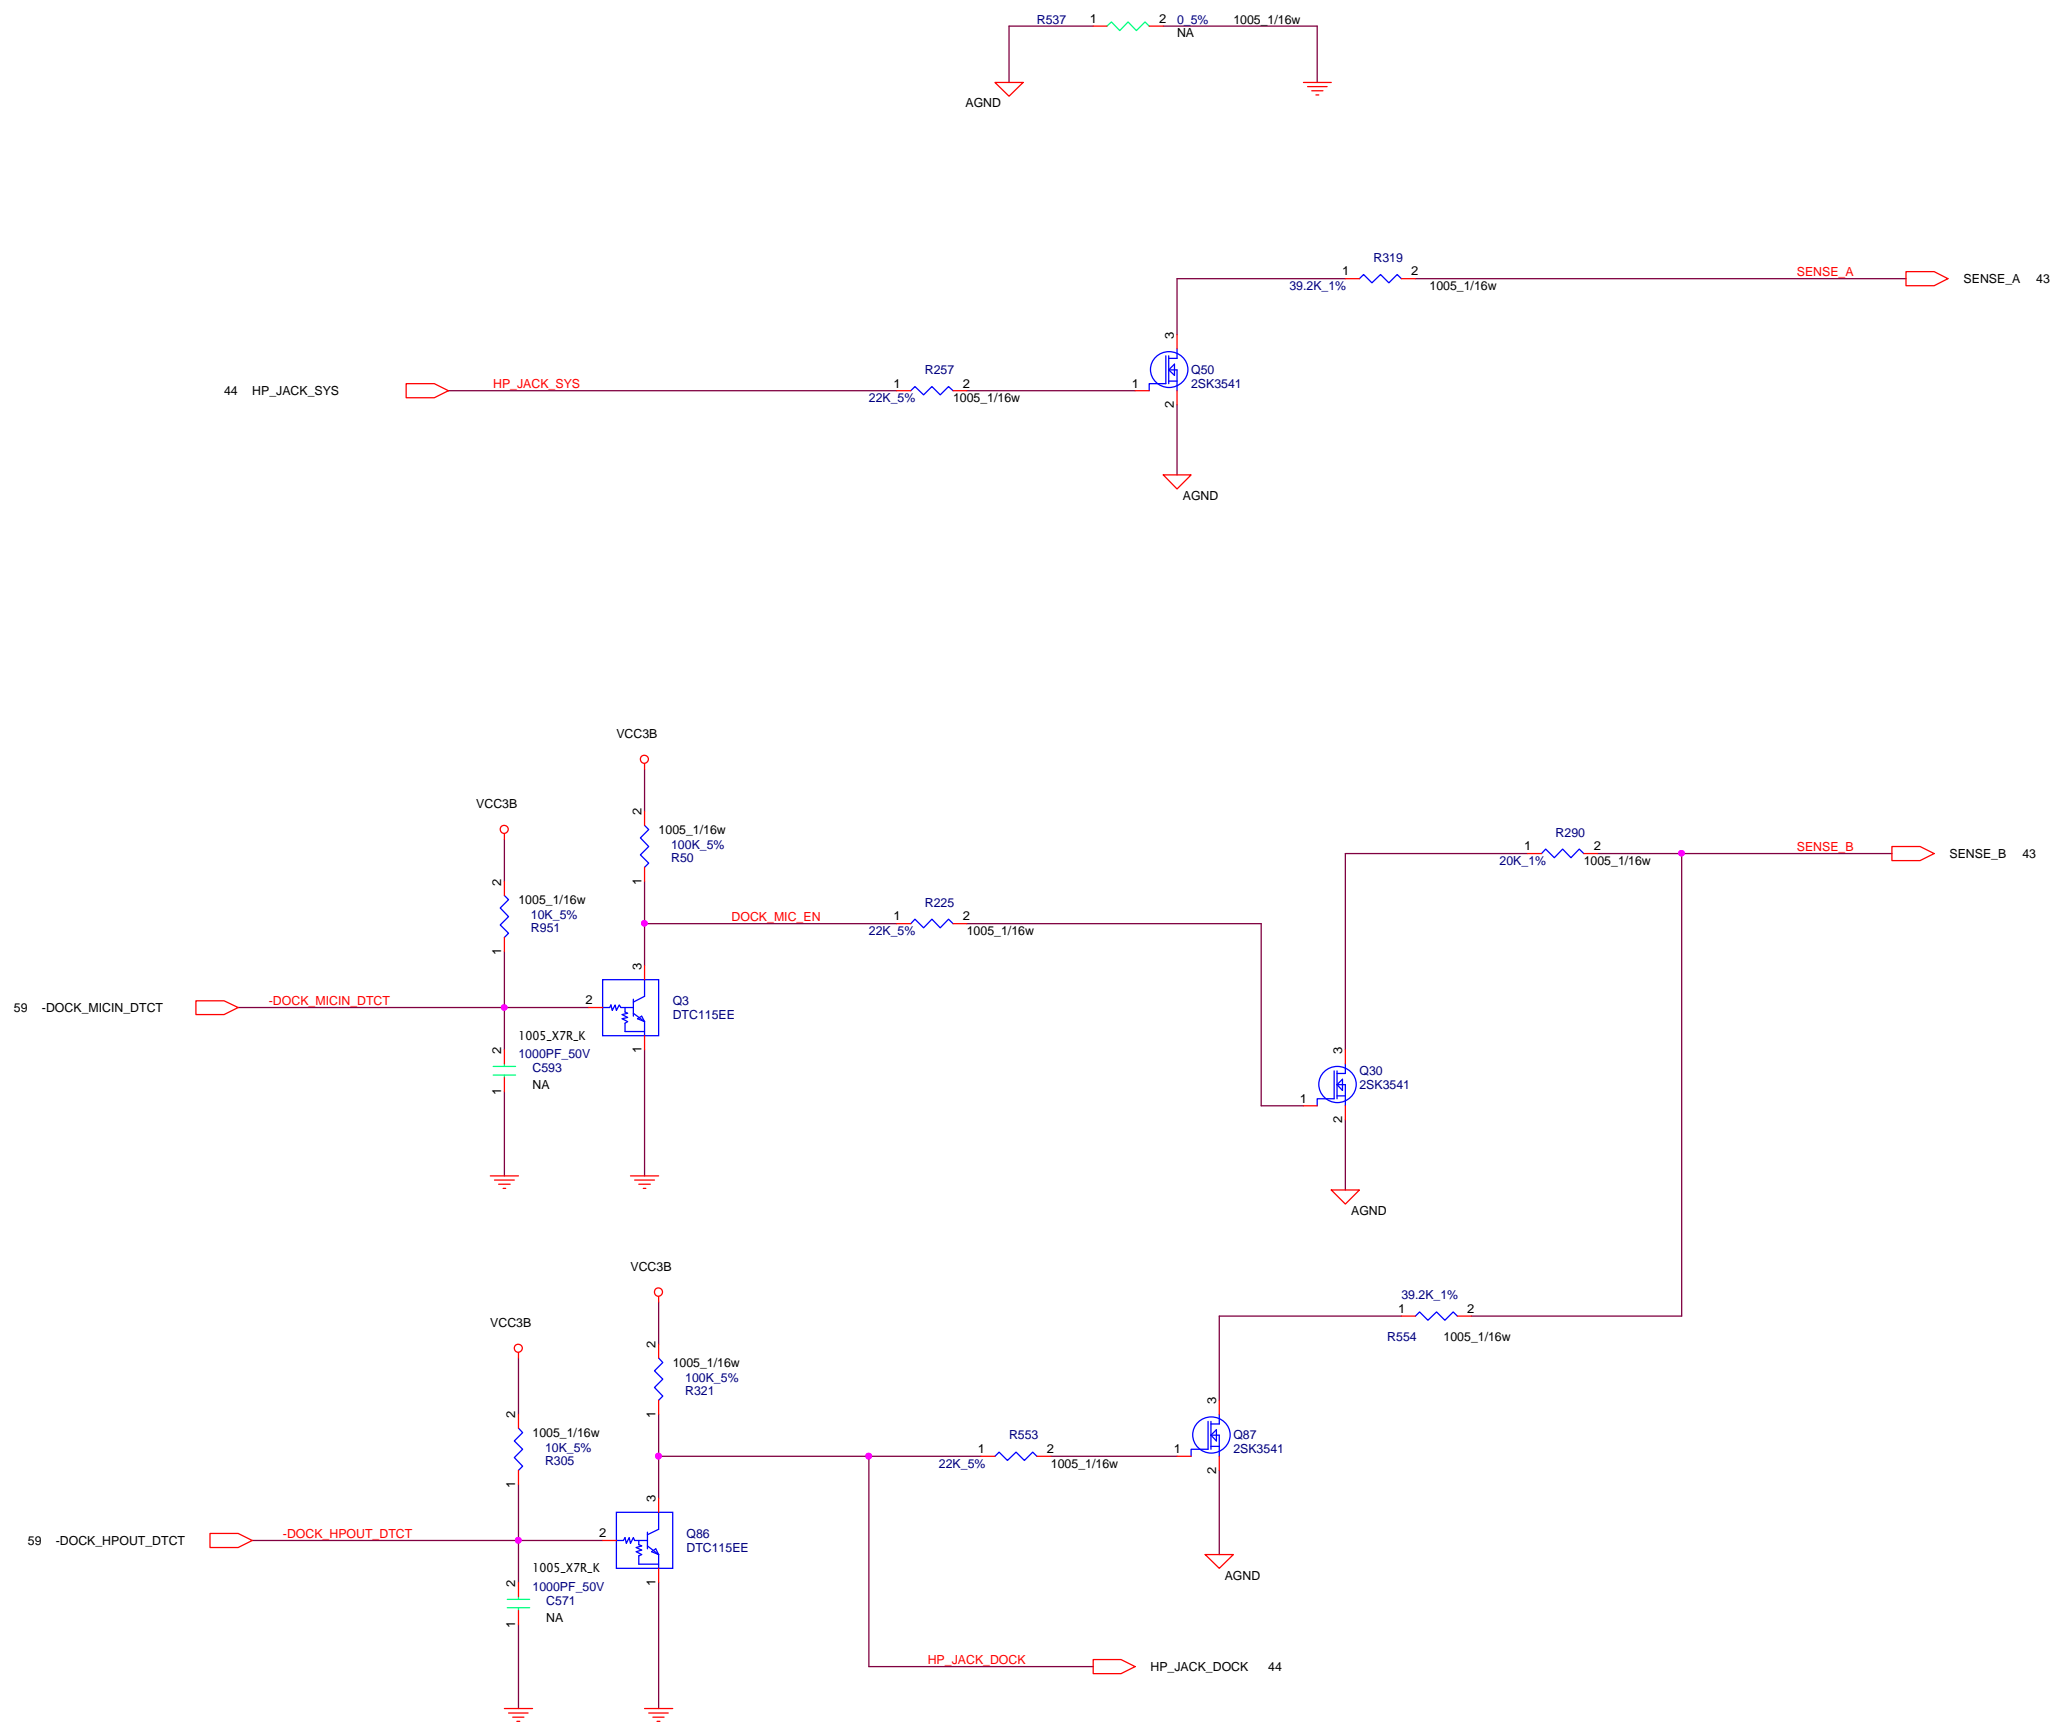 R537 1 2 0_5% 1005_1/16w
NA
AGND
R319
1 2
39.2K_1% 1005_1/16w
SENSE_A
SENSE_A 43
3
Q50
2SK3541
44 HP_JACK_SYS
HP_JACK_SYS
R257
1 2
22K_5% 1005_1/16w
1
2
AGND
VCC3B
2
1005_1/16w
100K_5%
R50
1
VCC3B
2
1005_1/16w
10K_5%
R951
1
DOCK_MIC_EN
R225
1 2
22K_5% 1005_1/16w
R290
1 2
20K_1% 1005_1/16w
SENSE_B
SENSE_B 43
59 -DOCK_MICIN_DTCT
-DOCK_MICIN_DTCT
2
3
Q3
DTC115EE
1
1005_X7R_K
2
1000PF_50V
C593
NA
1
3
Q30
2SK3541
1
2
AGND
VCC3B
2
1005_1/16w
100K_5%
R321
1
VCC3B
2
1005_1/16w
10K_5%
R305
1
39.2K_1%
1 2
R554 1005_1/16w
R553
1 2
22K_5% 1005_1/16w
3
Q87
2SK3541
1
2
AGND
59 -DOCK_HPOUT_DTCT
-DOCK_HPOUT_DTCT
2
3
Q86
DTC115EE
1
1005_X7R_K
2
1000PF_50V
C571
NA
1
HP_JACK_DOCK
HP_JACK_DOCK 44